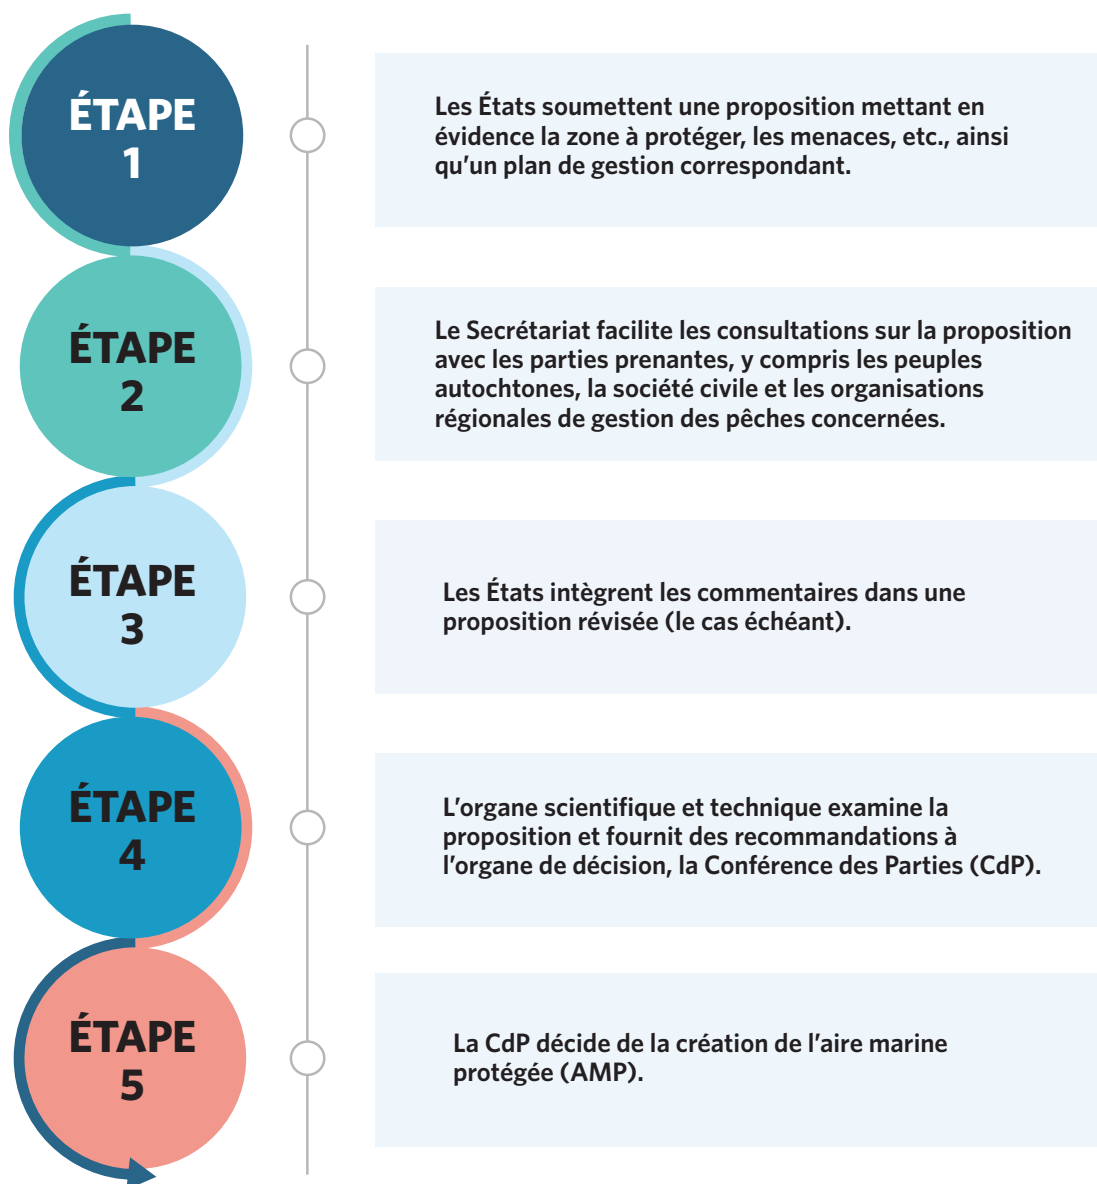 ÉTAPE
1
Les États soumettent une proposition mettant en
évidence la zone à protéger, les menaces, etc., ainsi
qu’un plan de gestion correspondant.
ÉTAPE
2
Le Secrétariat facilite les consultations sur la proposition
avec les parties prenantes, y compris les peuples
autochtones, la société civile et les organisations
régionales de gestion des pêches concernées.
ÉTAPE
3
Les États intègrent les commentaires dans une
proposition révisée (le cas échéant).
ÉTAPE
4
L’organe scientifique et technique examine la
proposition et fournit des recommandations à
l’organe de décision, la Conférence des Parties (CdP).
ÉTAPE
5
La CdP décide de la création de l’aire marine
protégée (AMP).